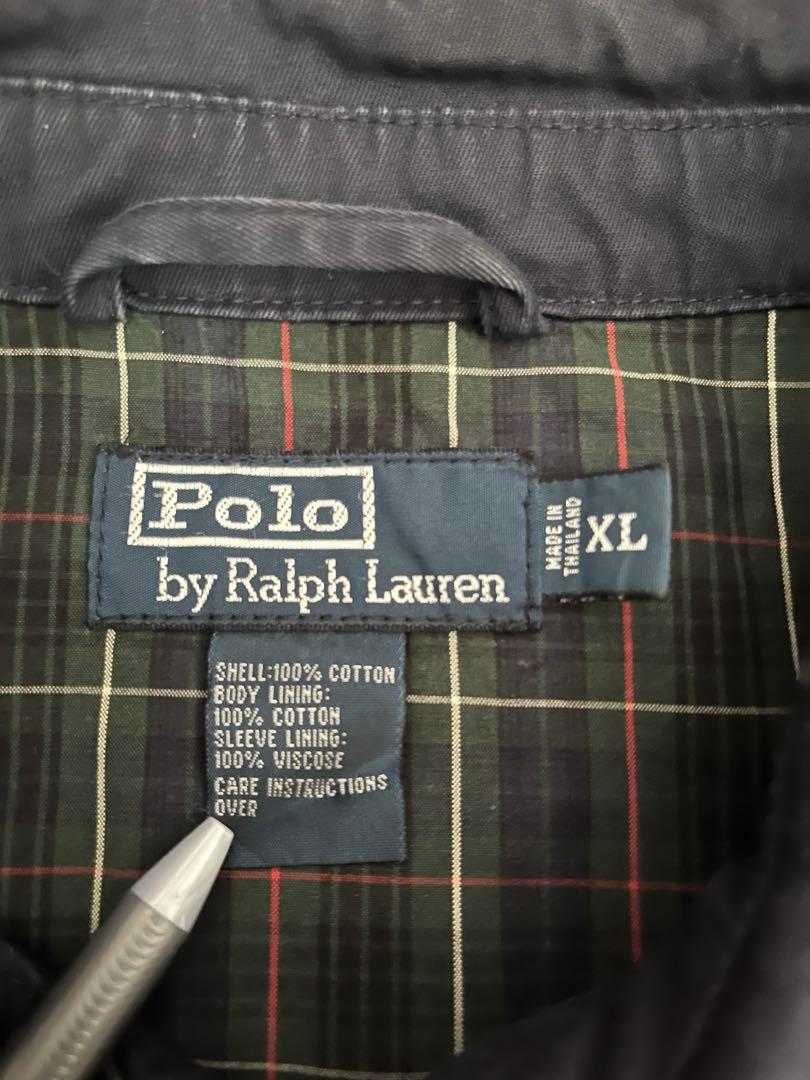 Polo
by Ralph Lauren
MADE IN
THAILAND
XL
SHELL:100% COTTON
BODY LINING:
100% COTTON
SLEEVE LINING:
100% VISCOSE
CARE INSTRUCTIONS
OVER